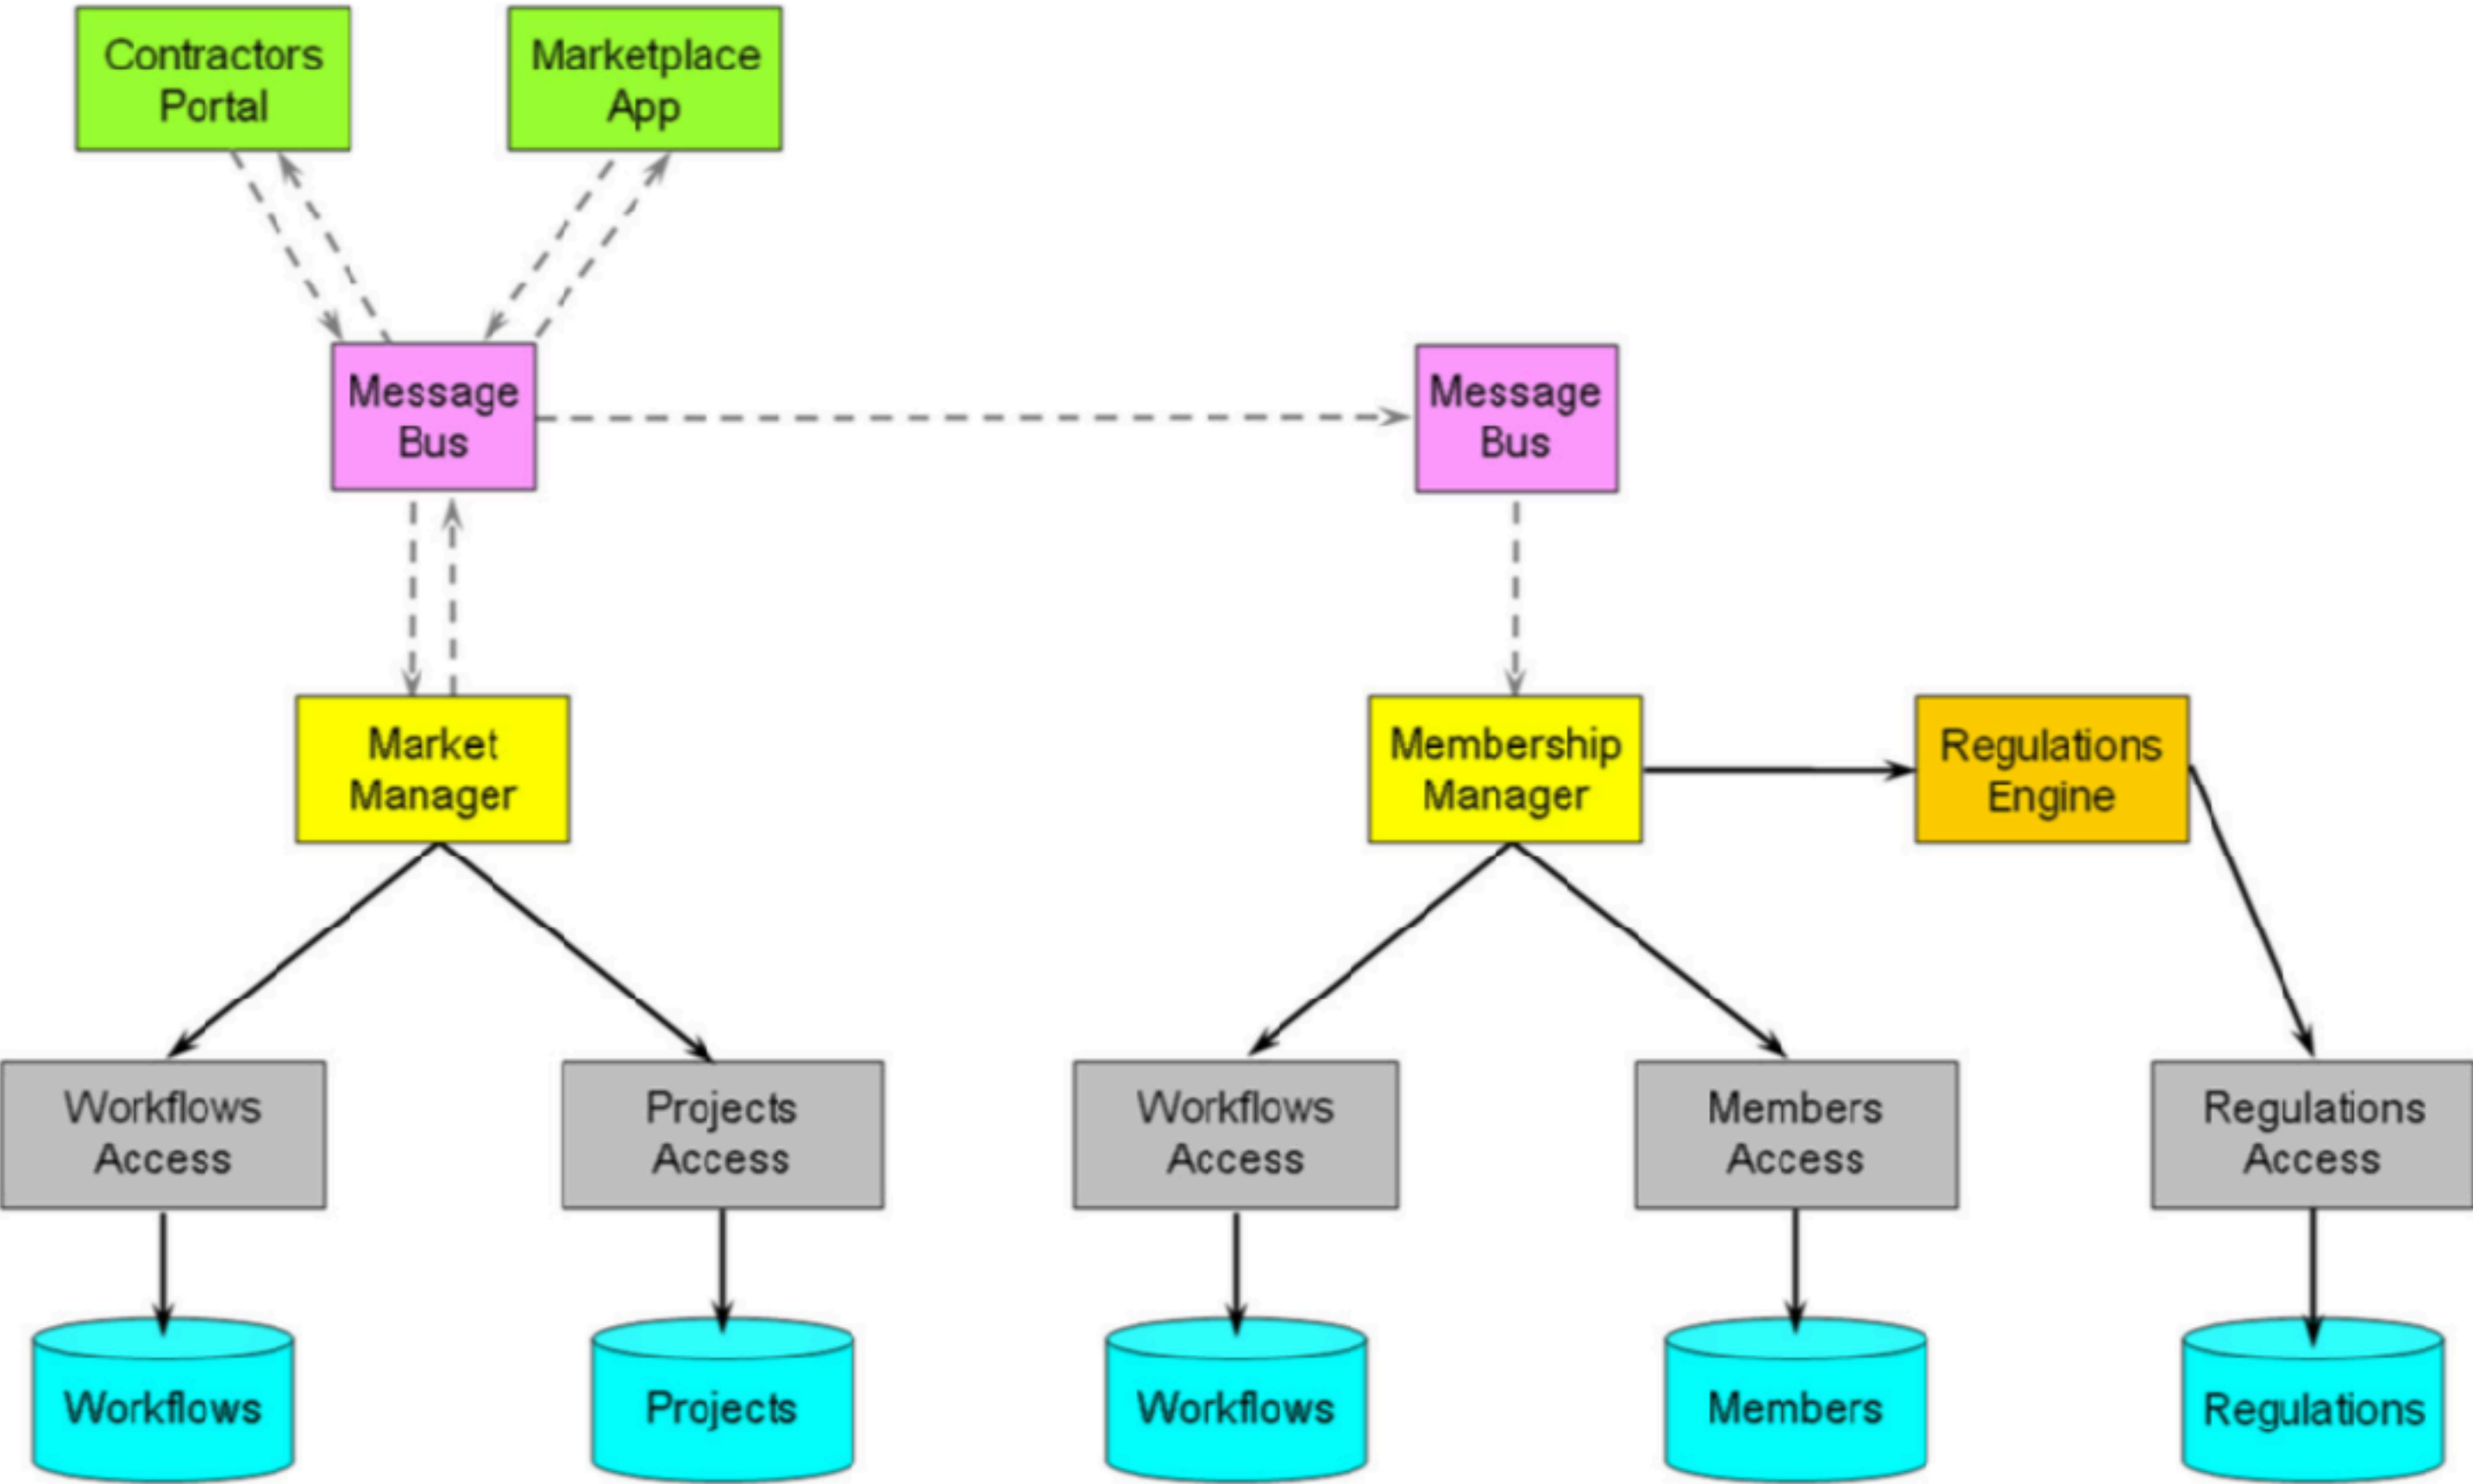 Contractors
Portal
Marketplace
App
Message
Bus
Message
Bus
Market
Manager
Membership
Manager
Regulations
Engine
Workflows
Access
Projects
Access
Workflows
Access
Members
Access
Regulations
Access
Workflows
Projects
Workflows
Members
Regulations